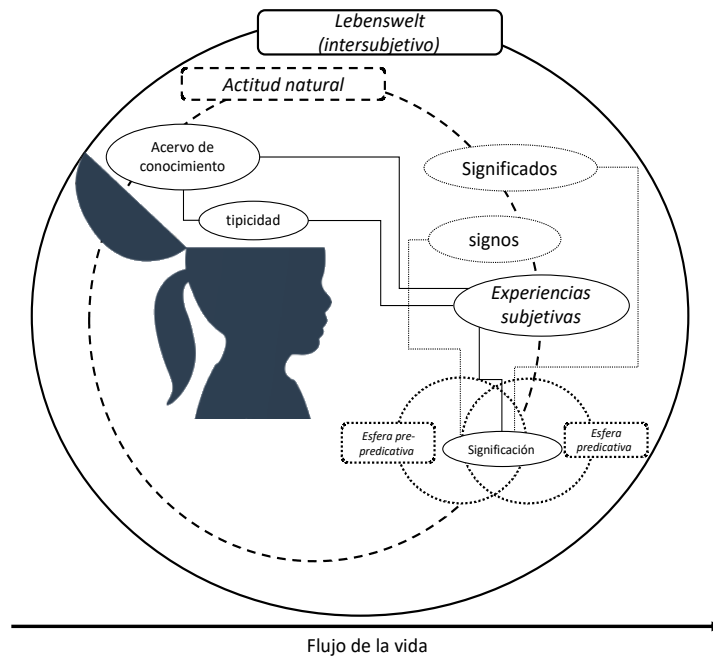 Lebenswelt
(intersubjetivo)
Actitud natural
Acervo de
conocimiento
Significados
tipicidad
signos
Experiencias
subjetivas
Esfera pre-
predicativa
Significación
Esfera
predicativa
Flujo de la vida